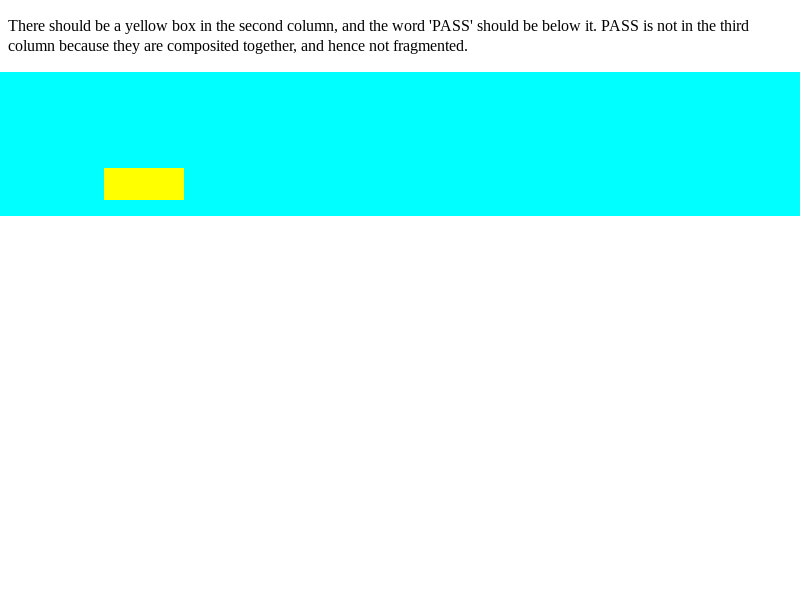 There should be a yellow box in the second column, and the word 'PASS' should be below it. PASS is not in the third
column because they are composited together, and hence not fragmented.